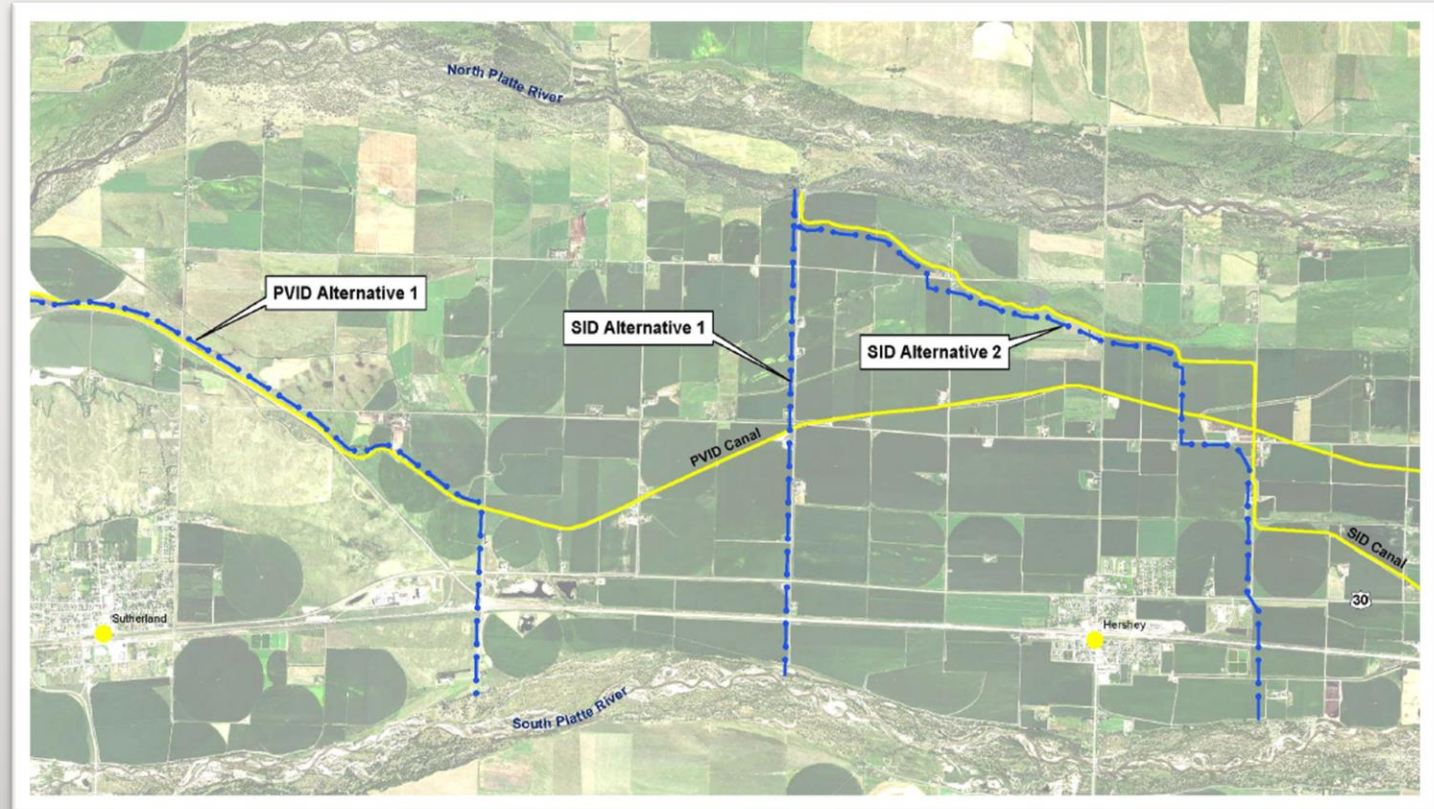 North Platte River
PVID Alternative 1
SID Alternative 1
SID Alternative 2
PVID Canal
SID Canal
30
Sutherland
Hershey
South Platte River